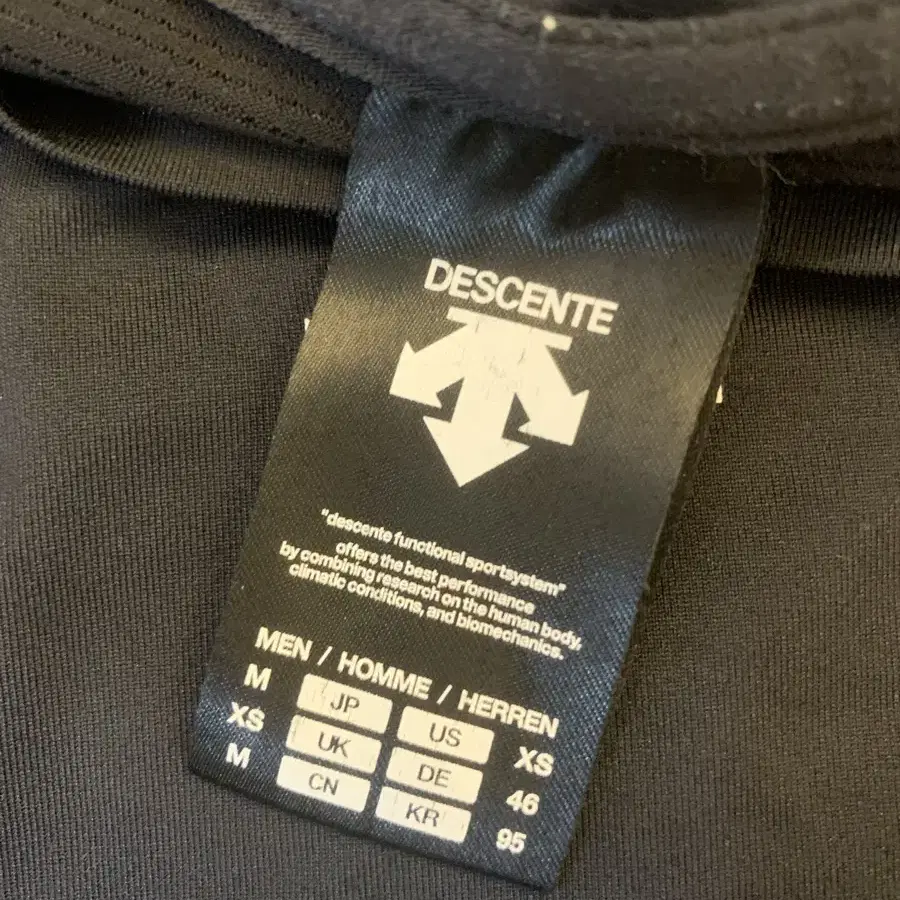 DESCENTE
"descente functional sportsystem"
offers the best performance
by combining research on the human body,
climatic conditions, and biomechanics.
MEN / HOMME / HERREN
M JP US XS
XS UK DE 46
M CN KR 95